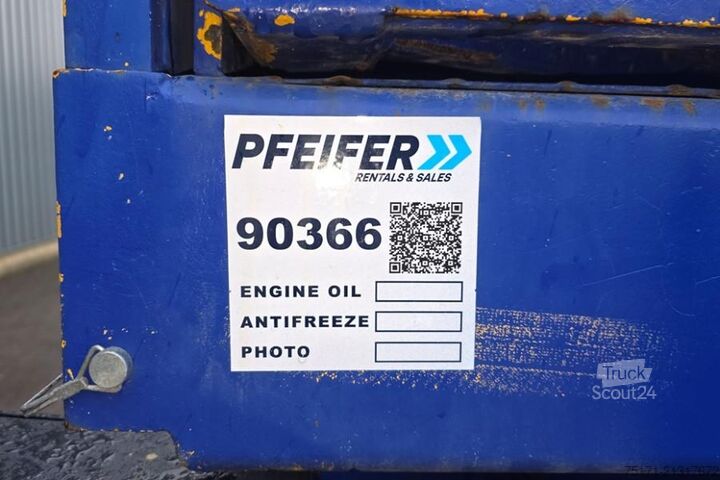 PFEIFER
RENTALS & SALES
90366
ENGINE OIL
ANTIFREEZE
PHOTO
Truck
Scout24